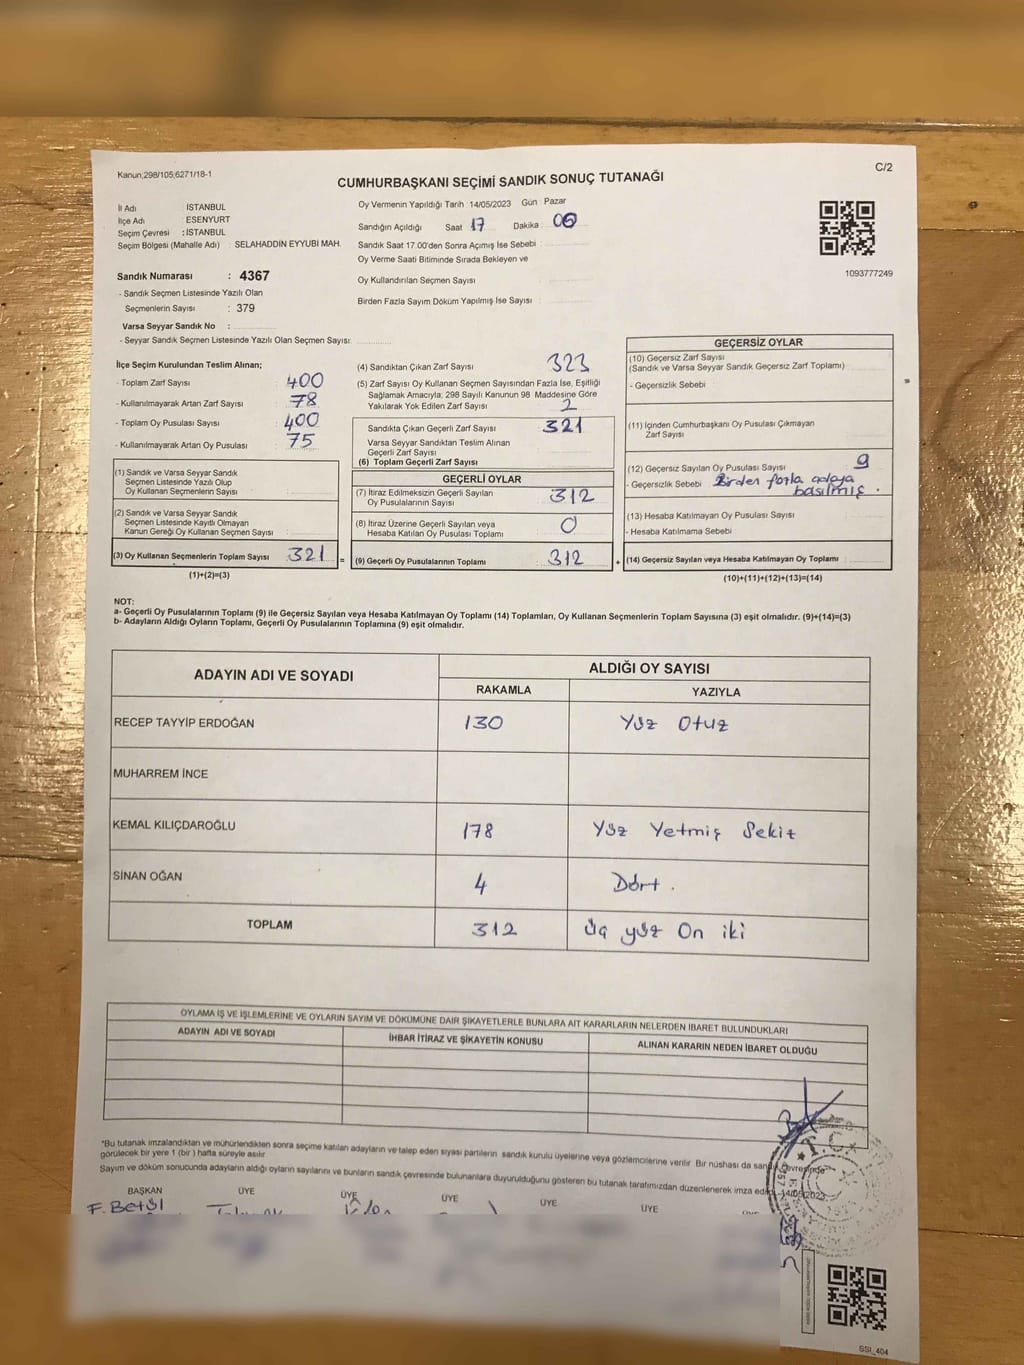 Kanun;298/105;6271/18-1
C/2
CUMHURBAŞKANI SEÇİMİ SANDIK SONUÇ TUTANAĞI
İl Adı : İSTANBUL
İlçe Adı : ESENYURT
Seçim Çevresi : İSTANBUL
Seçim Bölgesi (Mahalle Adı) : SELAHADDİN EYYUBİ MAH.
Sandık Numarası : 4367
- Sandık Seçmen Listesinde Yazılı Olan
Seçmenlerin Sayısı : 379
Varsa Seyyar Sandık No :
- Seyyar Sandık Seçmen Listesinde Yazılı Olan Seçmen Sayısı:
Oy Vermenin Yapıldığı Tarih 14/05/2023 Gün Pazar
Sandığın Açıldığı Saat 17 Dakika
Sandık Saat 17.00'den Sonra Açımış İse Sebebi :
Oy Verme Saati Bitiminde Sırada Bekleyen ve
Oy Kullandırılan Seçmen Sayısı :
Birden Fazla Sayım Döküm Yapılmış İse Sayısı :
1093777249
İlçe Seçim Kurulundan Teslim Alınan;
- Toplam Zarf Sayısı : 400
- Kullanılmayarak Artan Zarf Sayısı : 78
- Toplam Oy Pusulası Sayısı : 400
- Kullanılmayarak Artan Oy Pusulası : 75
(1) Sandık ve Varsa Seyyar Sandık
Seçmen Listesinde Yazılı Olup
Oy Kullanan Seçmenlerin Sayısı :
(2) Sandık ve Varsa Seyyar Sandık
Seçmen Listesinde Kayıtlı Olmayan
Kanun Gereği Oy Kullanan Seçmen Sayısı :
(3) Oy Kullanan Seçmenlerin Toplam Sayısı : 321
(1)+(2)=(3)
=
(4) Sandıktan Çıkan Zarf Sayısı : 323
(5) Zarf Sayısı Oy Kullanan Seçmen Sayısından Fazla İse, Eşitliği
Sağlamak Amacıyla; 298 Sayılı Kanunun 98 Maddesine Göre
Yakılarak Yok Edilen Zarf Sayısı : 2
Sandıkta Çıkan Geçerli Zarf Sayısı : 321
Varsa Seyyar Sandıktan Teslim Alınan
Geçerli Zarf Sayısı :
(6) Toplam Geçerli Zarf Sayısı
GEÇERLİ OYLAR
(7) İtiraz Edilmeksizin Geçerli Sayılan
Oy Pusulalarının Sayısı : 312
(8) İtiraz Üzerine Geçerli Sayılan veya
Hesaba Katılan Oy Pusulası Toplamı : 0
(9) Geçerli Oy Pusulalarının Toplamı : 312
+
GEÇERSİZ OYLAR
(10) Geçersiz Zarf Sayısı
(Sandık ve Varsa Seyyar Sandık Geçersiz Zarf Toplamı) :
- Geçersizlik Sebebi :
(11) İçinden Cumhurbaşkanı Oy Pusulası Çıkmayan
Zarf Sayısı :
(12) Geçersiz Sayılan Oy Pusulası Sayısı : 9
- Geçersizlik Sebebi : Birden fazla adaya
basılmış.
(13) Hesaba Katılmayan Oy Pusulası Sayısı :
- Hesaba Katılmama Sebebi :
(14) Geçersiz Sayılan veya Hesaba Katılmayan Oy Toplamı :
(10)+(11)+(12)+(13)=(14)
NOT:
a- Geçerli Oy Pusulalarının Toplamı (9) ile Geçersiz Sayılan veya Hesaba Katılmayan Oy Toplamı (14) Toplamları, Oy Kullanan Seçmenlerin Toplam Sayısına (3) eşit olmalıdır. (9)+(14)=(3)
b- Adayların Aldığı Oyların Toplamı, Geçerli Oy Pusulalarının Toplamına (9) eşit olmalıdır.
ADAYIN ADI VE SOYADI ALDIĞI OY SAYISI
RAKAMLA YAZIYLA
RECEP TAYYİP ERDOĞAN 130 Yüz Otuz
MUHARREM İNCE
KEMAL KILIÇDAROĞLU 178 Yüz Yetmiş Sekiz
SİNAN OĞAN 4 Dört.
TOPLAM 312 Üç yüz On iki
OYLAMA İŞ VE İŞLEMLERİNE VE OYLARIN SAYIM VE DÖKÜMÜNE DAİR ŞİKAYETLERLE BUNLARA AİT KARARLARIN NELERDEN İBARET BULUNDUKLARI
ADAYIN ADI VE SOYADI İHBAR İTİRAZ VE ŞİKAYETİN KONUSU ALINAN KARARIN NEDEN İBARET OLDUĞU
*Bu tutanak imzalandıktan ve mühürlendikten sonra seçime katılan adayların ve talep eden siyasi partilerin sandık kurulu üyelerine veya gözlemcilerine verilir. Bir nüshası da sandık çevresinde
görülecek bir yere 1 (bir) hafta süreyle asılır
Sayım ve döküm sonucunda adayların aldığı oyların sayılarını ve bunların sandık çevresinde bulunanlara duyurulduğunu gösteren bu tutanak tarafımızdan düzenlenerek imza 14/05/2023
BAŞKAN ÜYE ÜYE ÜYE ÜYE ÜYE
F. Betül
T.C.
SSİ_404